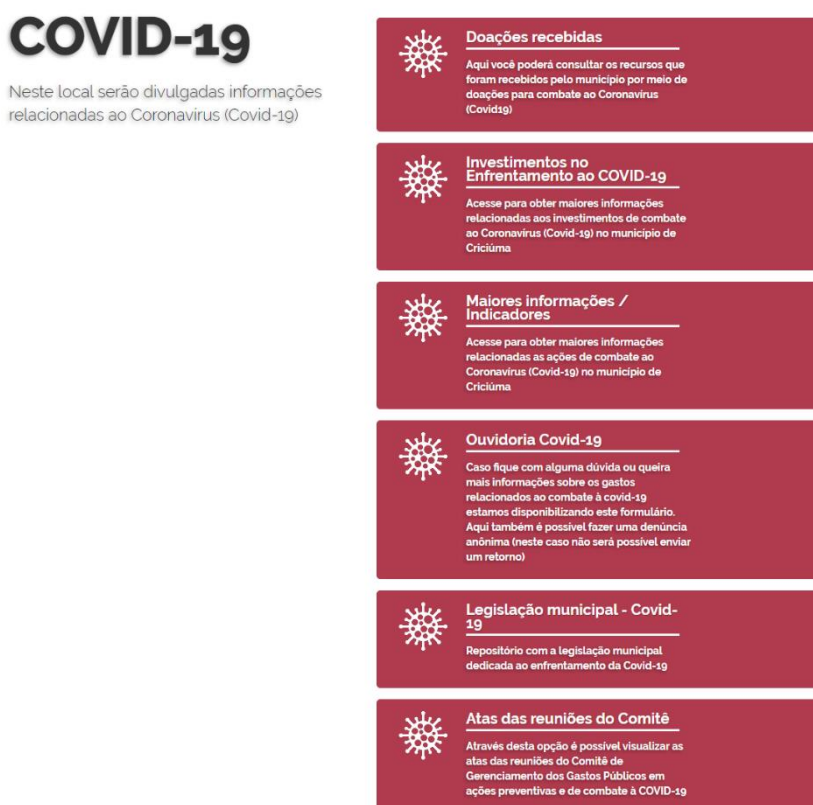 COVID-19
Neste local serão divulgadas informações
relacionadas ao Coronavírus (Covid-19)
Doações recebidas
Aqui você poderá consultar os recursos que
foram recebidos pelo município por meio de
doações para combate ao Coronavírus
(Covid19)
Investimentos no
Enfrentamento ao COVID-19
Acesse para obter maiores informações
relacionadas aos investimentos de combate
ao Coronavírus (Covid-19) no município de
Criciúma
Maiores informações /
Indicadores
Acesse para obter maiores informações
relacionadas as ações de combate ao
Coronavírus (Covid-19) no município de
Criciúma
Ouvidoria Covid-19
Caso fique com alguma dúvida ou queira
mais informações sobre os gastos
relacionados ao combate à covid-19
estamos disponibilizando este formulário.
Aqui também é possível fazer uma denúncia
anônima (neste caso não será possível enviar
um retorno)
Legislação municipal - Covid-
19
Repositório com a legislação municipal
dedicada ao enfrentamento da Covid-19
Atas das reuniões do Comitê
Através desta opção é possível visualizar as
atas das reuniões do Comitê de
Gerenciamento dos Gastos Públicos em
ações preventivas e de combate à COVID-19